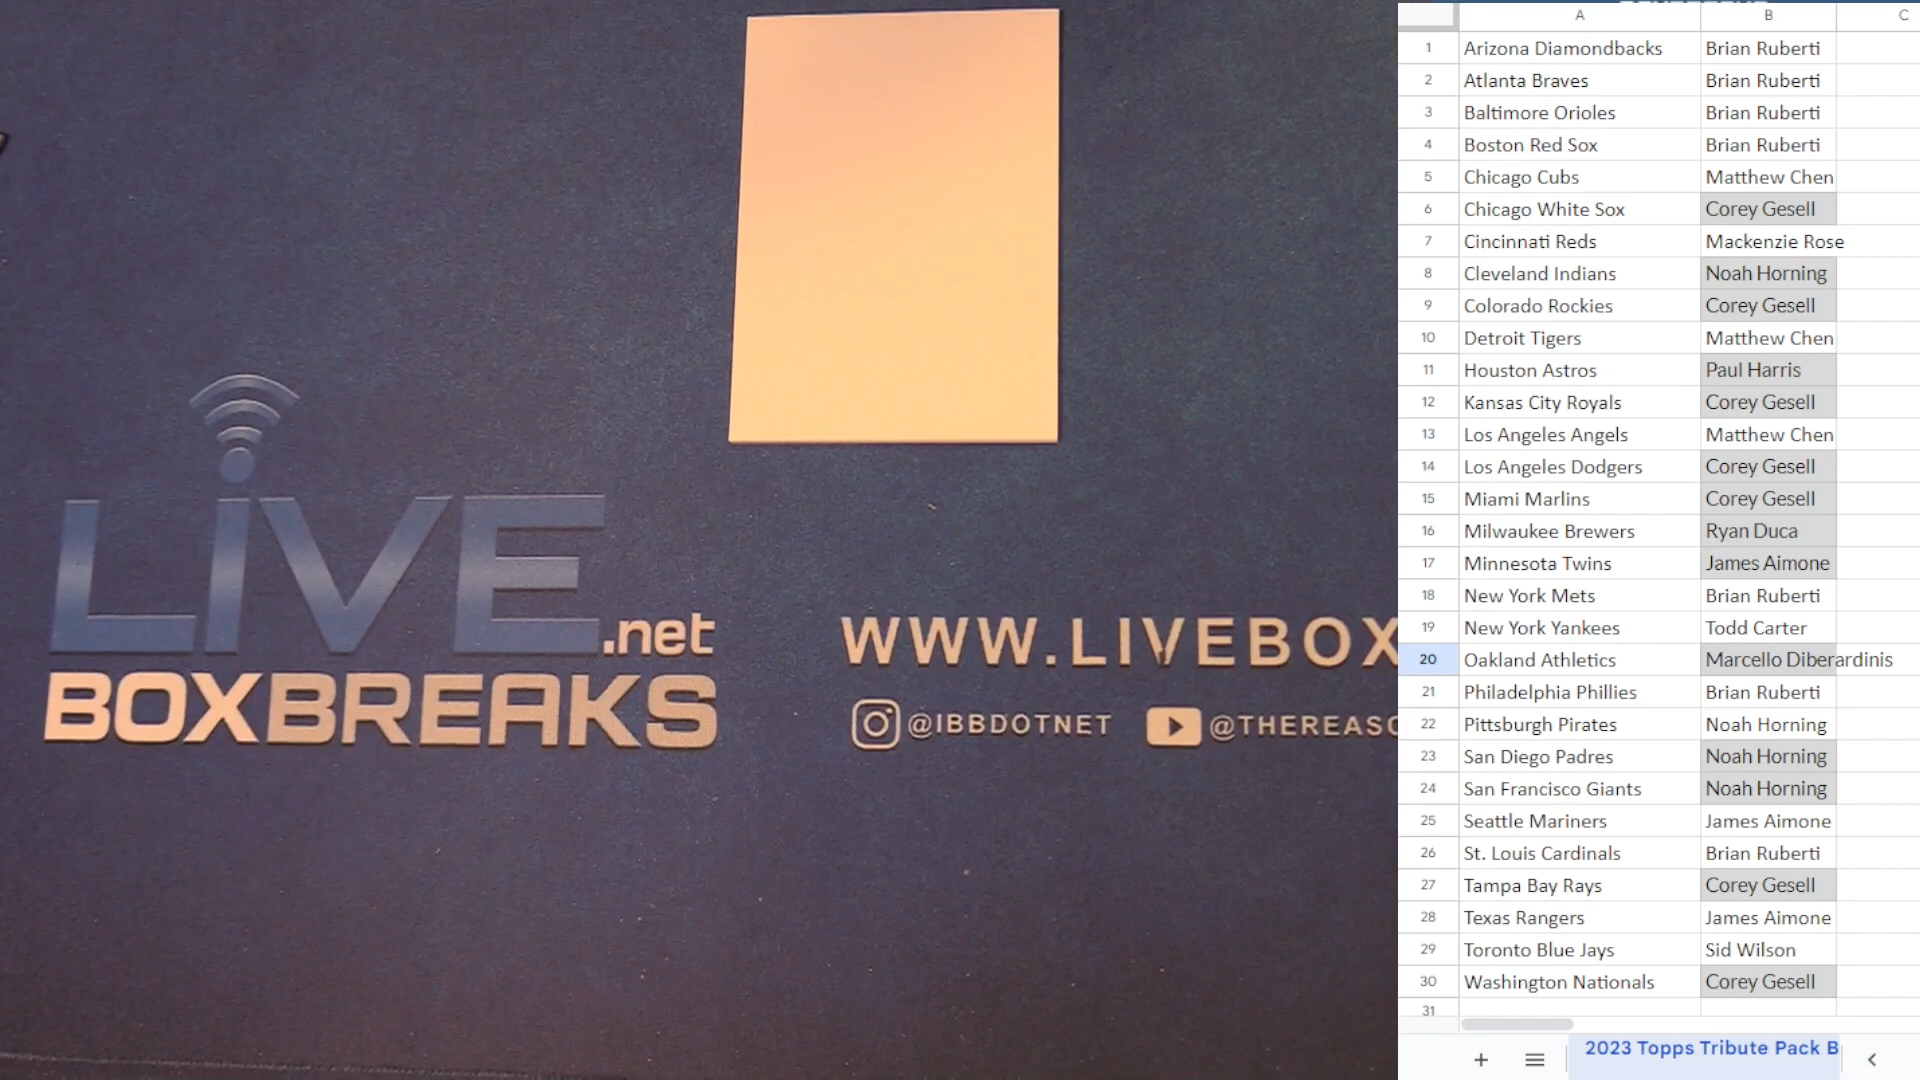 LIVE
.net
BOXBREAKS
WWW.LIVEBOX
@IBBDOTNET
@THEREASO
A B C
1 Arizona Diamondbacks Brian Ruberti
2 Atlanta Braves Brian Ruberti
3 Baltimore Orioles Brian Ruberti
4 Boston Red Sox Brian Ruberti
5 Chicago Cubs Matthew Chen
6 Chicago White Sox Corey Gesell
7 Cincinnati Reds Mackenzie Rose
8 Cleveland Indians Noah Horning
9 Colorado Rockies Corey Gesell
10 Detroit Tigers Matthew Chen
11 Houston Astros Paul Harris
12 Kansas City Royals Corey Gesell
13 Los Angeles Angels Matthew Chen
14 Los Angeles Dodgers Corey Gesell
15 Miami Marlins Corey Gesell
16 Milwaukee Brewers Ryan Duca
17 Minnesota Twins James Aimone
18 New York Mets Brian Ruberti
19 New York Yankees Todd Carter
20 Oakland Athletics Marcello Diberardinis
21 Philadelphia Phillies Brian Ruberti
22 Pittsburgh Pirates Noah Horning
23 San Diego Padres Noah Horning
24 San Francisco Giants Noah Horning
25 Seattle Mariners James Aimone
26 St. Louis Cardinals Brian Ruberti
27 Tampa Bay Rays Corey Gesell
28 Texas Rangers James Aimone
29 Toronto Blue Jays Sid Wilson
30 Washington Nationals Corey Gesell
31
2023 Topps Tribute Pack B